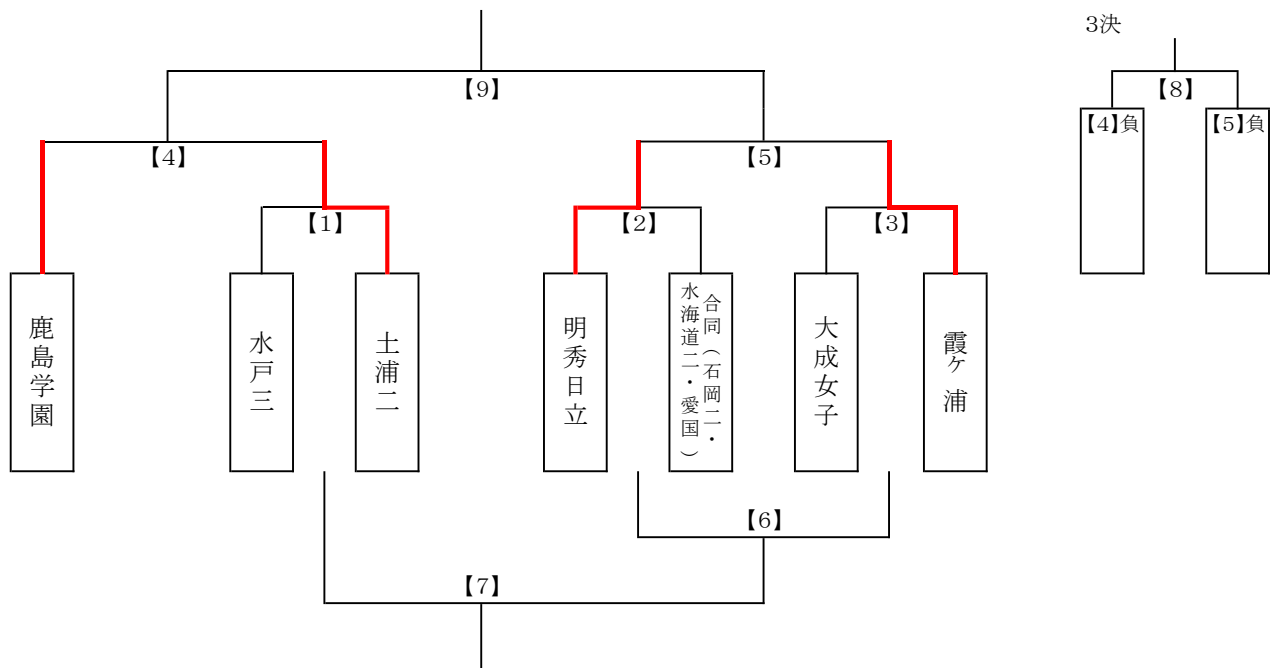 3決
【9】
【8】
【4】負
【5】負
【4】
【5】
【1】
【2】
【3】
鹿島学園
水戸三
土浦二
明秀日立
合同（石岡二・
水海道二・愛国）
大成女子
霞ヶ浦
【6】
【7】